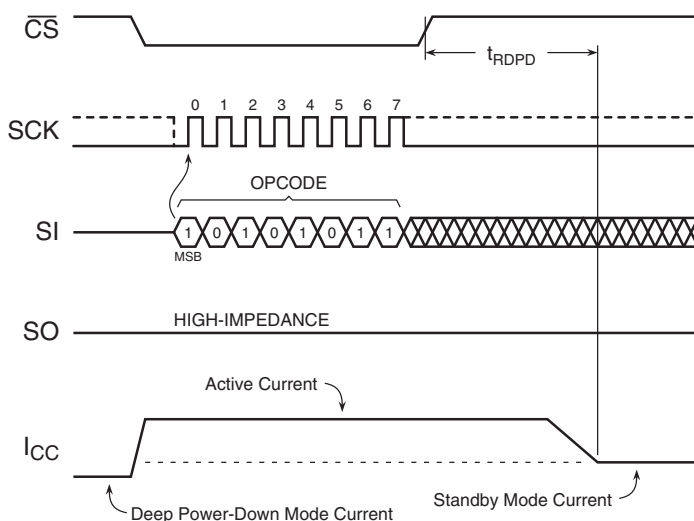 CS
tRDPD
0 1 2 3 4 5 6 7
SCK
OPCODE
SI
1 0 1 0 1 0 1 1
MSB
SO
HIGH-IMPEDANCE
Active Current
ICC
Standby Mode Current
Deep Power-Down Mode Current